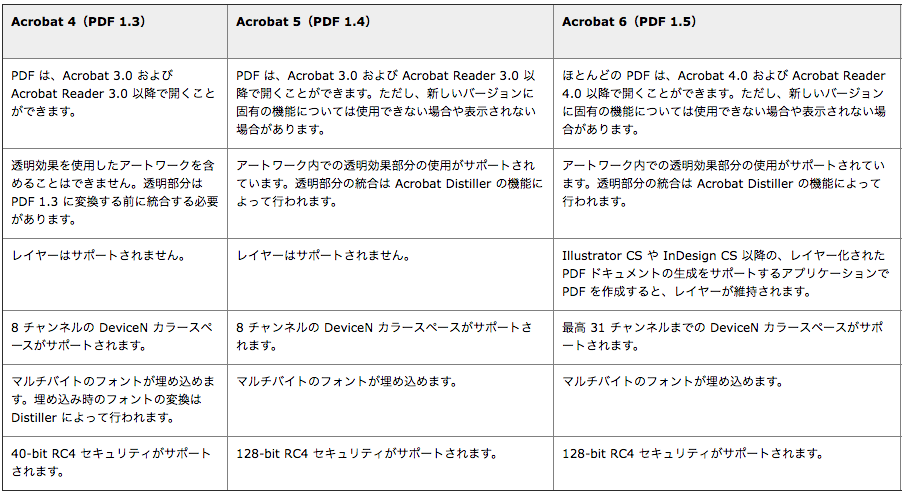 Acrobat 4（PDF 1.3）
Acrobat 5（PDF 1.4）
Acrobat 6（PDF 1.5）
PDF は、Acrobat 3.0 および
Acrobat Reader 3.0 以降で開くこと
ができます。
PDF は、Acrobat 3.0 および Acrobat Reader 3.0 以
降で開くことができます。ただし、新しいバージョンに
固有の機能については使用できない場合や表示されない
場合があります。
ほとんどの PDF は、Acrobat 4.0 および Acrobat Reader
4.0 以降で開くことができます。ただし、新しいバージョン
に固有の機能については使用できない場合や表示されない場
合があります。
透明効果を使用したアートワークを含
めることはできません。透明部分は
PDF 1.3 に変換する前に統合する必要
があります。
アートワーク内での透明効果部分の使用がサポートされ
ています。透明部分の統合は Acrobat Distiller の機能に
よって行われます。
アートワーク内での透明効果部分の使用がサポートされてい
ます。透明部分の統合は Acrobat Distiller の機能によって
行われます。
レイヤーはサポートされません。
レイヤーはサポートされません。
Illustrator CS や InDesign CS 以降の、レイヤー化された
PDF ドキュメントの生成をサポートするアプリケーションで
PDF を作成すると、レイヤーが維持されます。
8 チャンネルの DeviceN カラースペ
ースがサポートされます。
8 チャンネルの DeviceN カラースペースがサポートさ
れます。
最高 31 チャンネルまでの DeviceN カラースペースがサポ
ートされます。
マルチバイトのフォントが埋め込めま
す。埋め込み時のフォントの変換は
Distiller によって行われます。
マルチバイトのフォントが埋め込めます。
マルチバイトのフォントが埋め込めます。
40-bit RC4 セキュリティがサポート
されます。
128-bit RC4 セキュリティがサポートされます。
128-bit RC4 セキュリティがサポートされます。